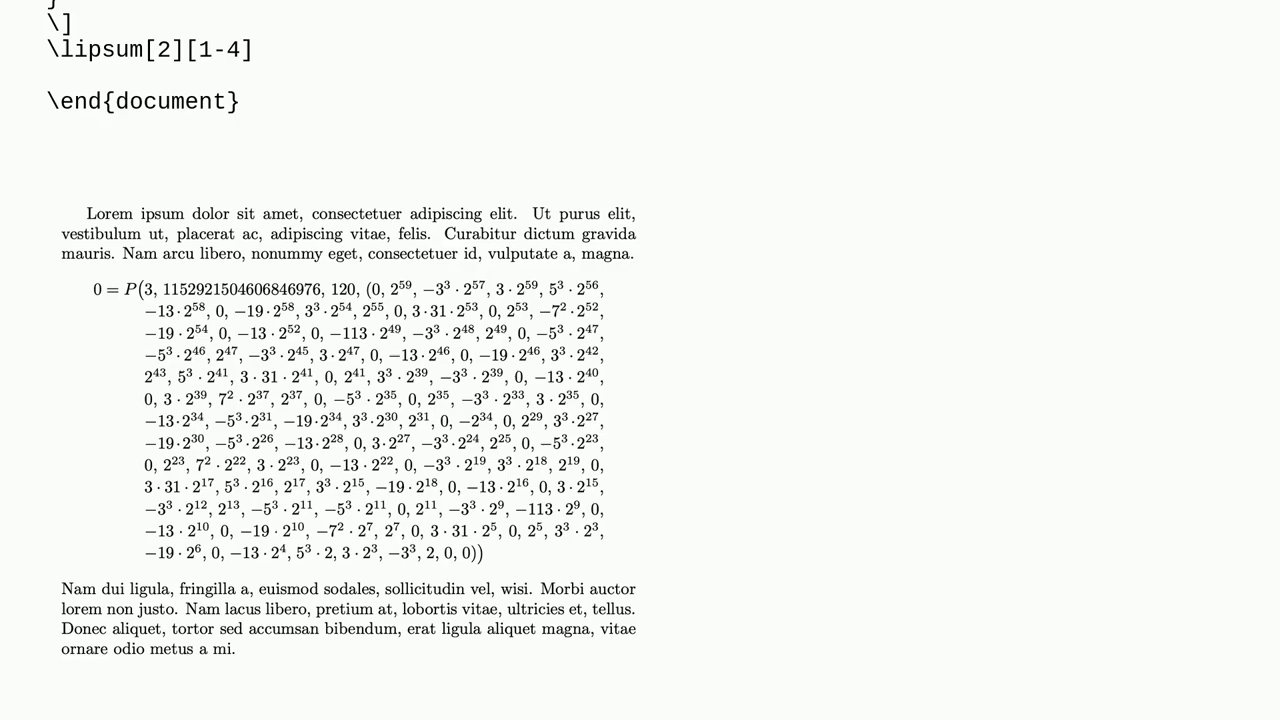 }
\]
\lipsum[2][1-4]
\end{document}
Lorem ipsum dolor sit amet, consectetuer adipiscing elit. Ut purus elit,
vestibulum ut, placerat ac, adipiscing vitae, felis. Curabitur dictum gravida
mauris. Nam arcu libero, nonummy eget, consectetuer id, vulputate a, magna.
0 = P(3, 1152921504606846976, 120, (0, 2^59, −3^3 · 2^57, 3 · 2^59, 5^3 · 2^56,
−13 · 2^58, 0, −19 · 2^58, 3^3 · 2^54, 2^55, 0, 3 · 31 · 2^53, 0, 2^53, −7^2 · 2^52,
−19 · 2^54, 0, −13 · 2^52, 0, −113 · 2^49, −3^3 · 2^48, 2^49, 0, −5^3 · 2^47,
−5^3 · 2^46, 2^47, −3^3 · 2^45, 3 · 2^47, 0, −13 · 2^46, 0, −19 · 2^46, 3^3 · 2^42,
2^43, 5^3 · 2^41, 3 · 31 · 2^41, 0, 2^41, 3^3 · 2^39, −3^3 · 2^39, 0, −13 · 2^40,
0, 3 · 2^39, 7^2 · 2^37, 2^37, 0, −5^3 · 2^35, 0, 2^35, −3^3 · 2^33, 3 · 2^35, 0,
−13 · 2^34, −5^3 · 2^31, −19 · 2^34, 3^3 · 2^30, 2^31, 0, −2^34, 0, 2^29, 3^3 · 2^27,
−19 · 2^30, −5^3 · 2^26, −13 · 2^28, 0, 3 · 2^27, −3^3 · 2^24, 2^25, 0, −5^3 · 2^23,
0, 2^23, 7^2 · 2^22, 3 · 2^23, 0, −13 · 2^22, 0, −3^3 · 2^19, 3^3 · 2^18, 2^19, 0,
3 · 31 · 2^17, 5^3 · 2^16, 2^17, 3^3 · 2^15, −19 · 2^18, 0, −13 · 2^16, 0, 3 · 2^15,
−3^3 · 2^12, 2^13, −5^3 · 2^11, −5^3 · 2^11, 0, 2^11, −3^3 · 2^9, −113 · 2^9, 0,
−13 · 2^10, 0, −19 · 2^10, −7^2 · 2^7, 2^7, 0, 3 · 31 · 2^5, 0, 2^5, 3^3 · 2^3,
−19 · 2^6, 0, −13 · 2^4, 5^3 · 2, 3 · 2^3, −3^3, 2, 0, 0))
Nam dui ligula, fringilla a, euismod sodales, sollicitudin vel, wisi. Morbi auctor
lorem non justo. Nam lacus libero, pretium at, lobortis vitae, ultricies et, tellus.
Donec aliquet, tortor sed accumsan bibendum, erat ligula aliquet magna, vitae
ornare odio metus a mi.